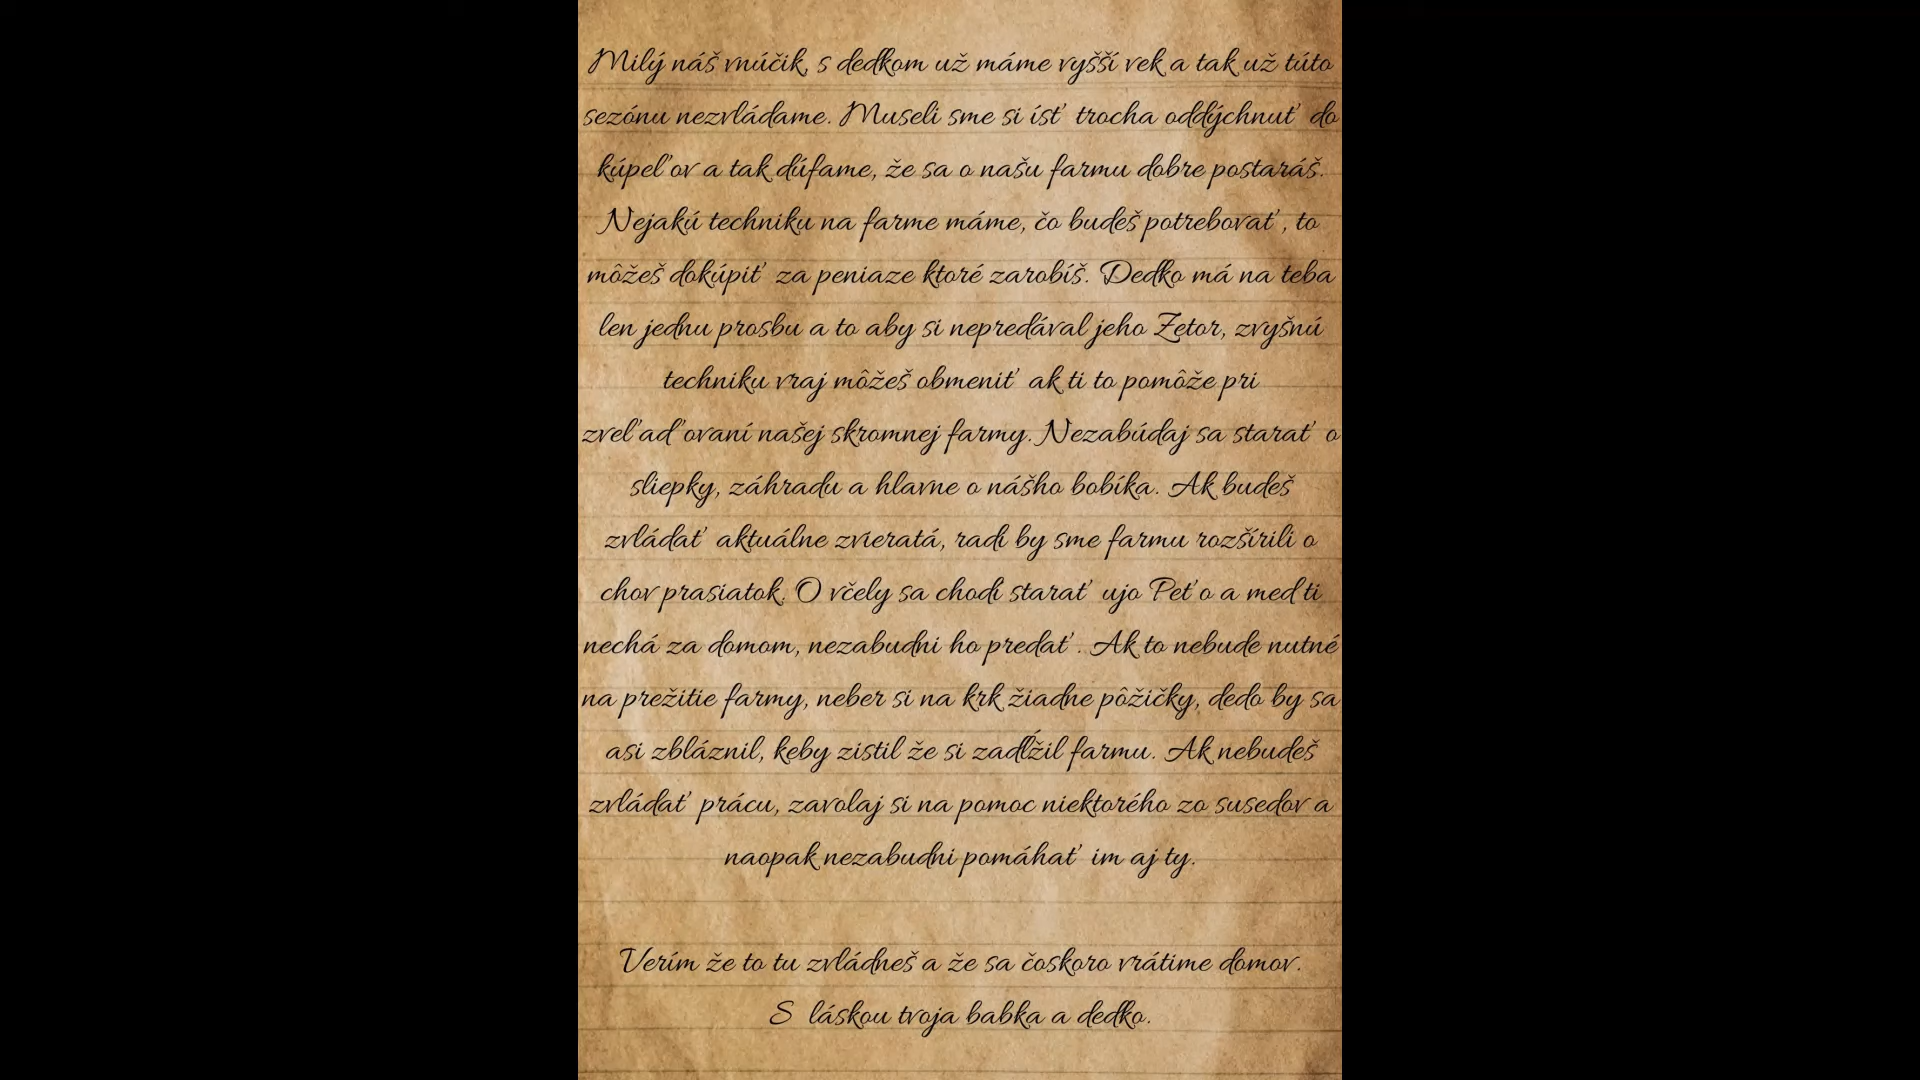 Milý náš vnúčik, s dedkom už máme vyšší vek a tak už túto
sezónu nezvládame. Museli sme si ísť trocha oddýchnuť do
kúpeľov a tak dúfame, že sa o našu farmu dobre postaráš.
Nejakú techniku na farme máme, čo budeš potrebovať, to
môžeš dokúpiť za peniaze ktoré zarobíš. Dedko má na teba
len jednu prosbu a to aby si nepredával jeho Zetor, zvyšnú
techniku vraj môžeš obmeniť ak ti to pomôže pri
zveľaďovaní našej skromnej farmy. Nezabúdaj sa starať o
sliepky, záhradu a hlavne o nášho bobíka. Ak budeš
zvládať aktuálne zvieratá, radi by sme farmu rozšírili o
chov prasiatok. O včely sa chodí starať ujo Peťo a med ti
nechá za domom, nezabudni ho predať. Ak to nebude nutné
na prežitie farmy, neber si na krk žiadne pôžičky, dedo by sa
asi zbláznil, keby zistil že si zadĺžil farmu. Ak nebudeš
zvládať prácu, zavolaj si na pomoc niektorého zo susedov a
naopak nezabudni pomáhať im aj ty.
Verím že to tu zvládneš a že sa čoskoro vrátime domov.
S láskou tvoja babka a dedko.